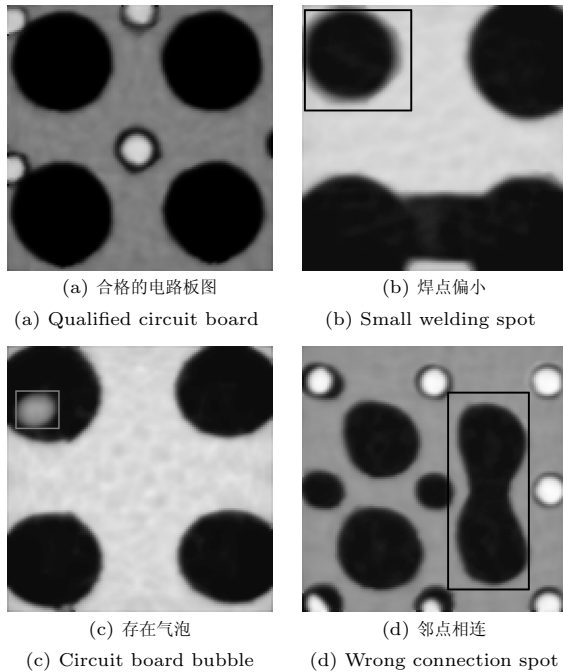 (a) 合格的电路板图
(a) Qualified circuit board
(b) 焊点偏小
(b) Small welding spot
(c) 存在气泡
(c) Circuit board bubble
(d) 邻点相连
(d) Wrong connection spot